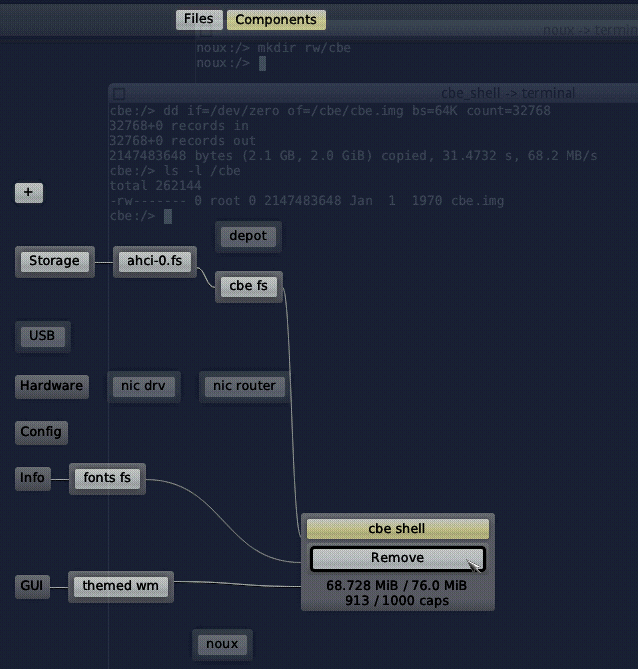 Files Components
noux -> termin
noux:/> mkdir rw/cbe
noux:/>
cbe_shell -> terminal
cbe:/> dd if=/dev/zero of=/cbe/cbe.img bs=64K count=32768
32768+0 records in
32768+0 records out
2147483648 bytes (2.1 GB, 2.0 GiB) copied, 31.4732 s, 68.2 MB/s
cbe:/> ls -l /cbe
total 262144
-rw------- 0 root 0 2147483648 Jan  1  1970 cbe.img
cbe:/>
+
depot
Storage ahci-0.fs
cbe fs
USB
Hardware nic drv nic router
Config
Info fonts fs
cbe shell
Remove
68.728 MiB / 76.0 MiB
913 / 1000 caps
GUI themed wm
noux